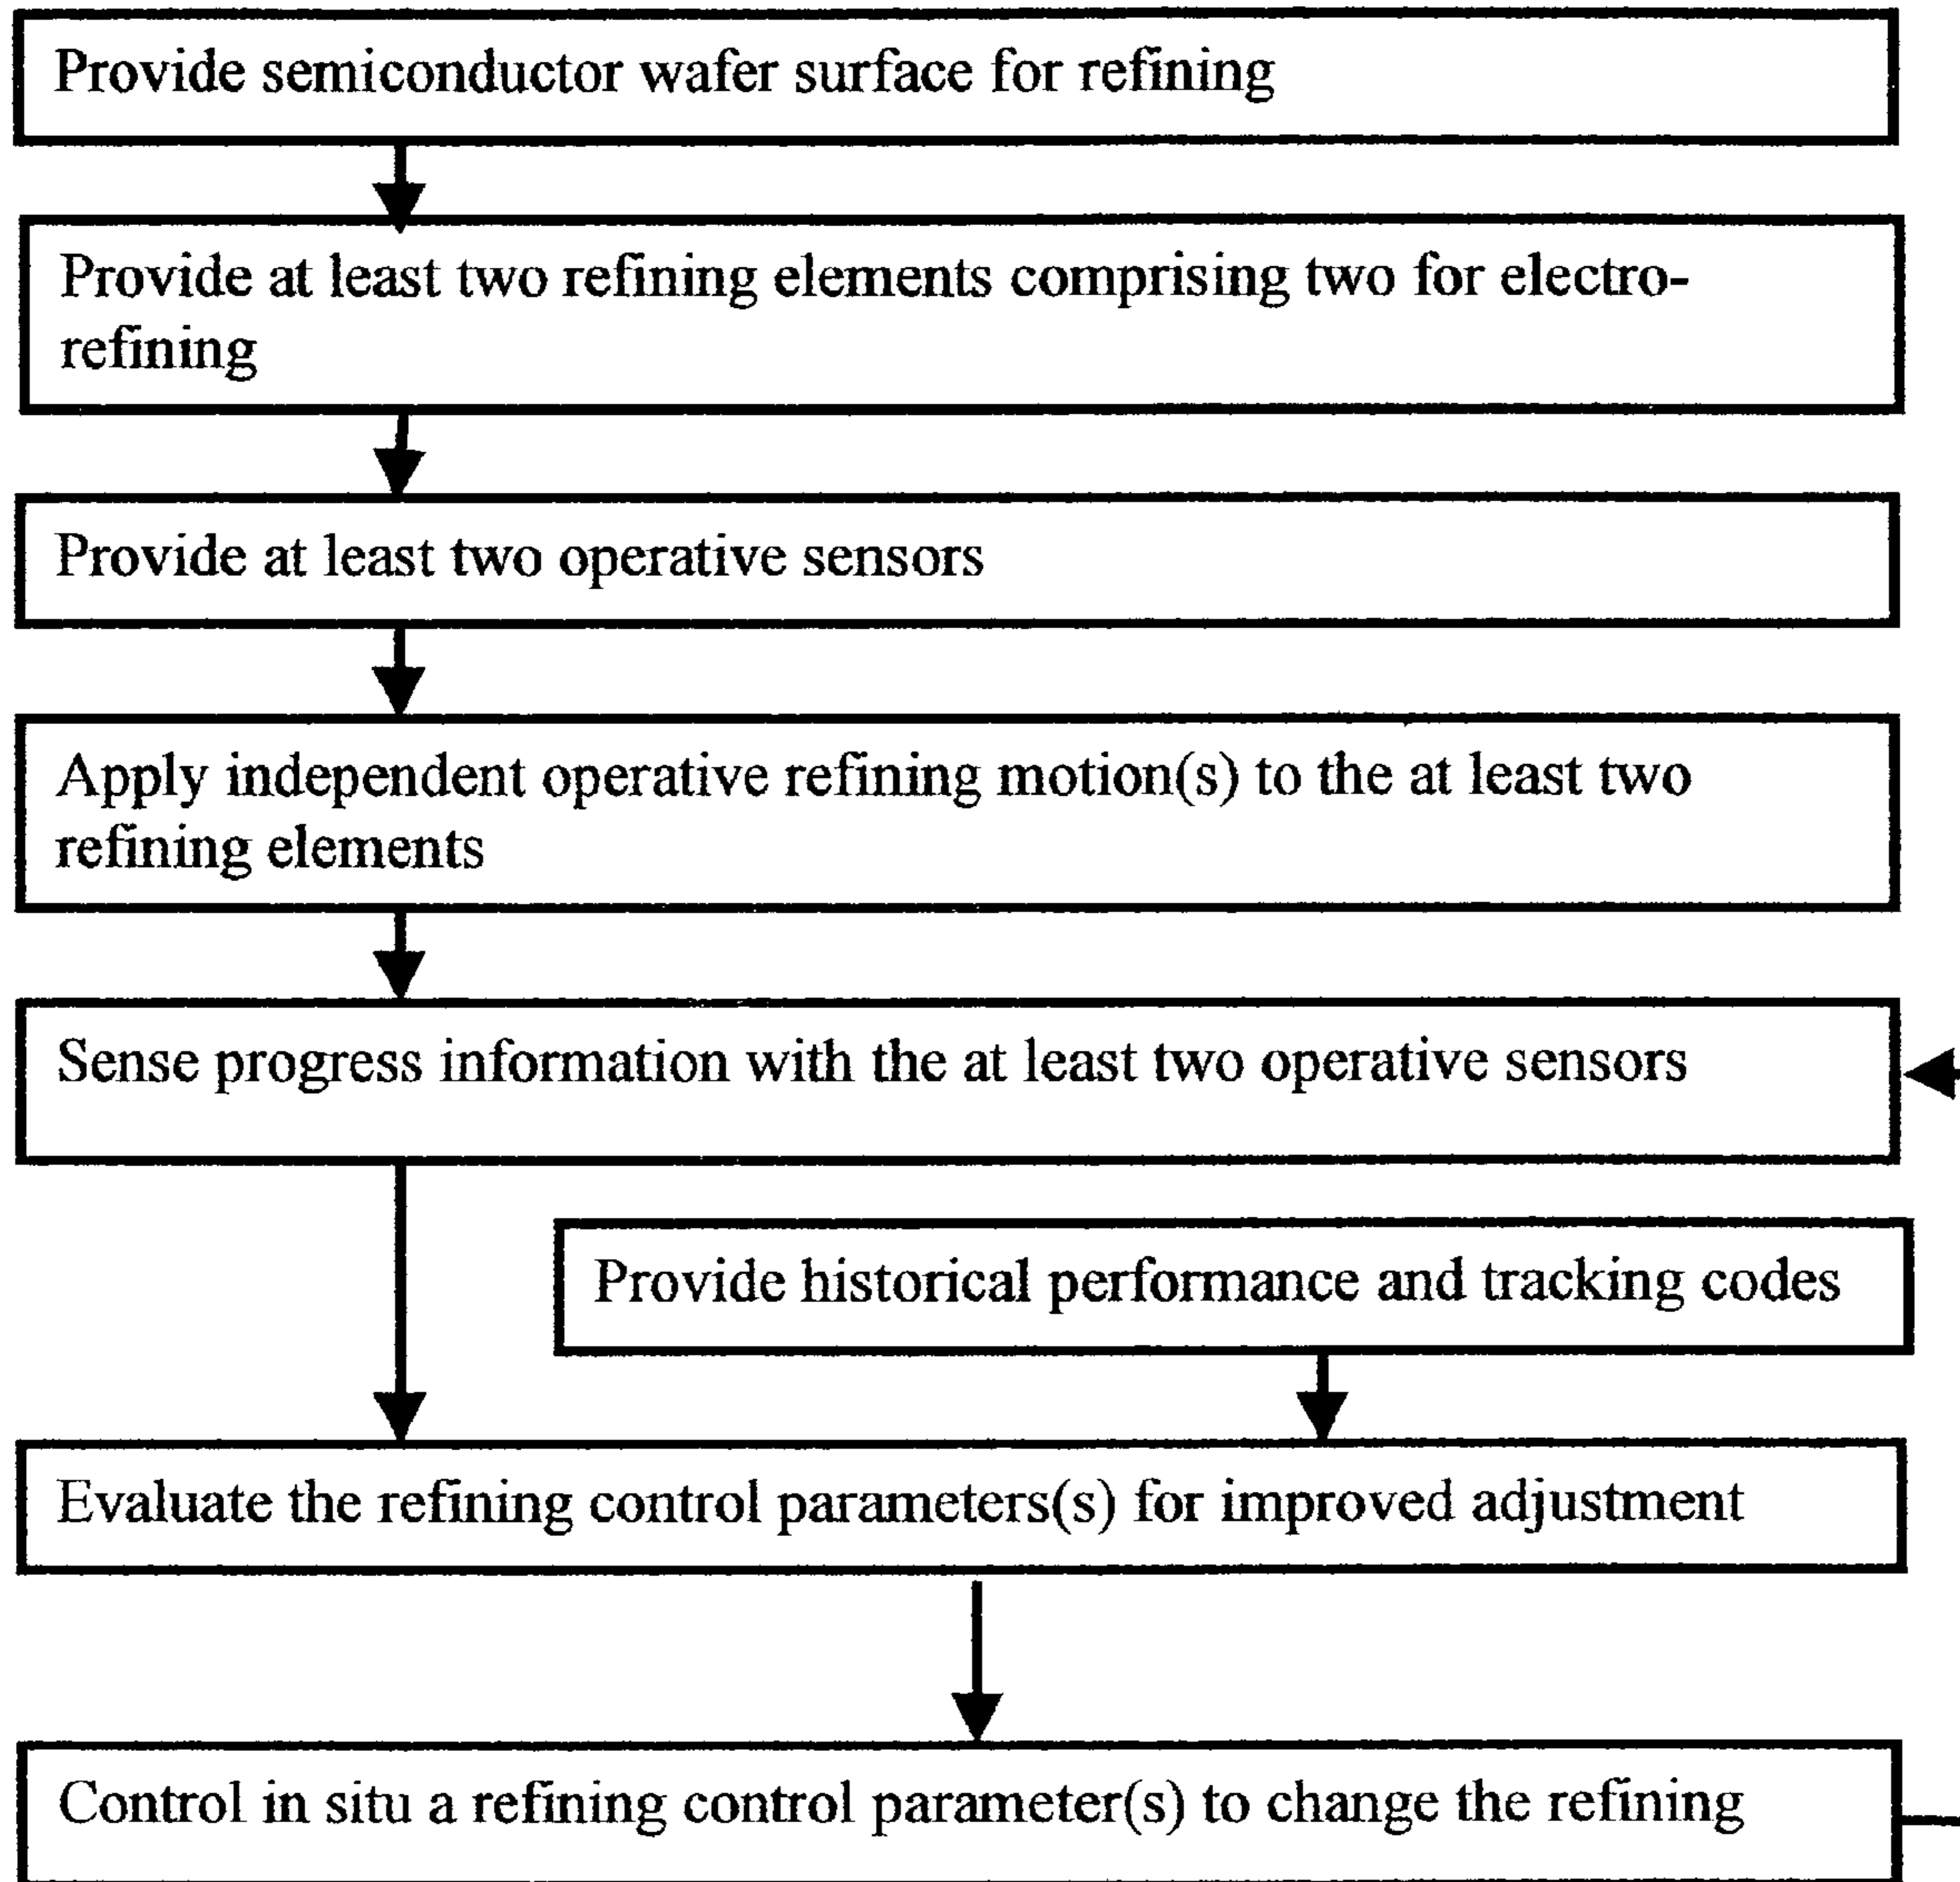 Provide semiconductor wafer surface for refining
Provide at least two refining elements comprising two for electro-
refining
Provide at least two operative sensors
Apply independent operative refining motion(s) to the at least two
refining elements
Sense progress information with the at least two operative sensors
Provide historical performance and tracking codes
Evaluate the refining control parameters(s) for improved adjustment
Control in situ a refining control parameter(s) to change the refining